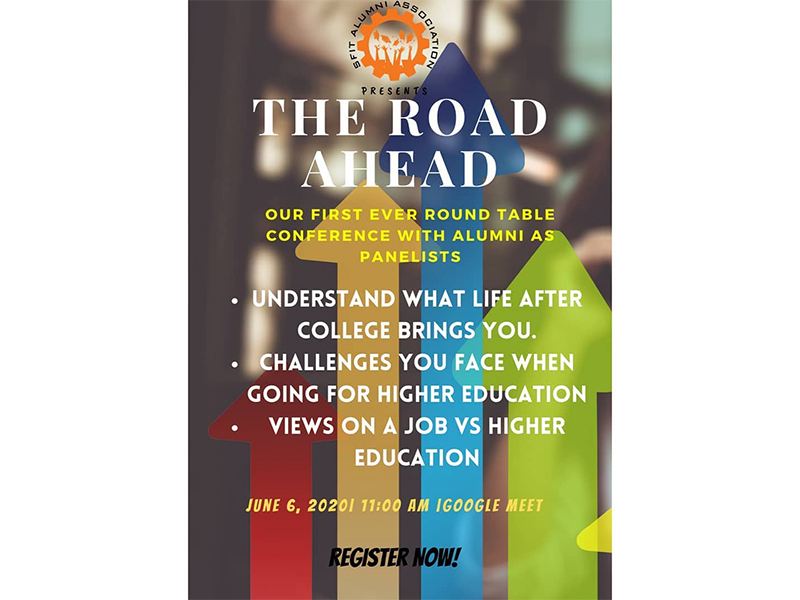 SFIT ALUMNI ASSOCIATION
PRESENTS
THE ROAD
AHEAD
OUR FIRST EVER ROUND TABLE
CONFERENCE WITH ALUMNI AS
PANELISTS
• UNDERSTAND WHAT LIFE AFTER
COLLEGE BRINGS YOU.
• CHALLENGES YOU FACE WHEN
GOING FOR HIGHER EDUCATION
• VIEWS ON A JOB VS HIGHER
EDUCATION
JUNE 6, 2020| 11:00 AM |GOOGLE MEET
REGISTER NOW!